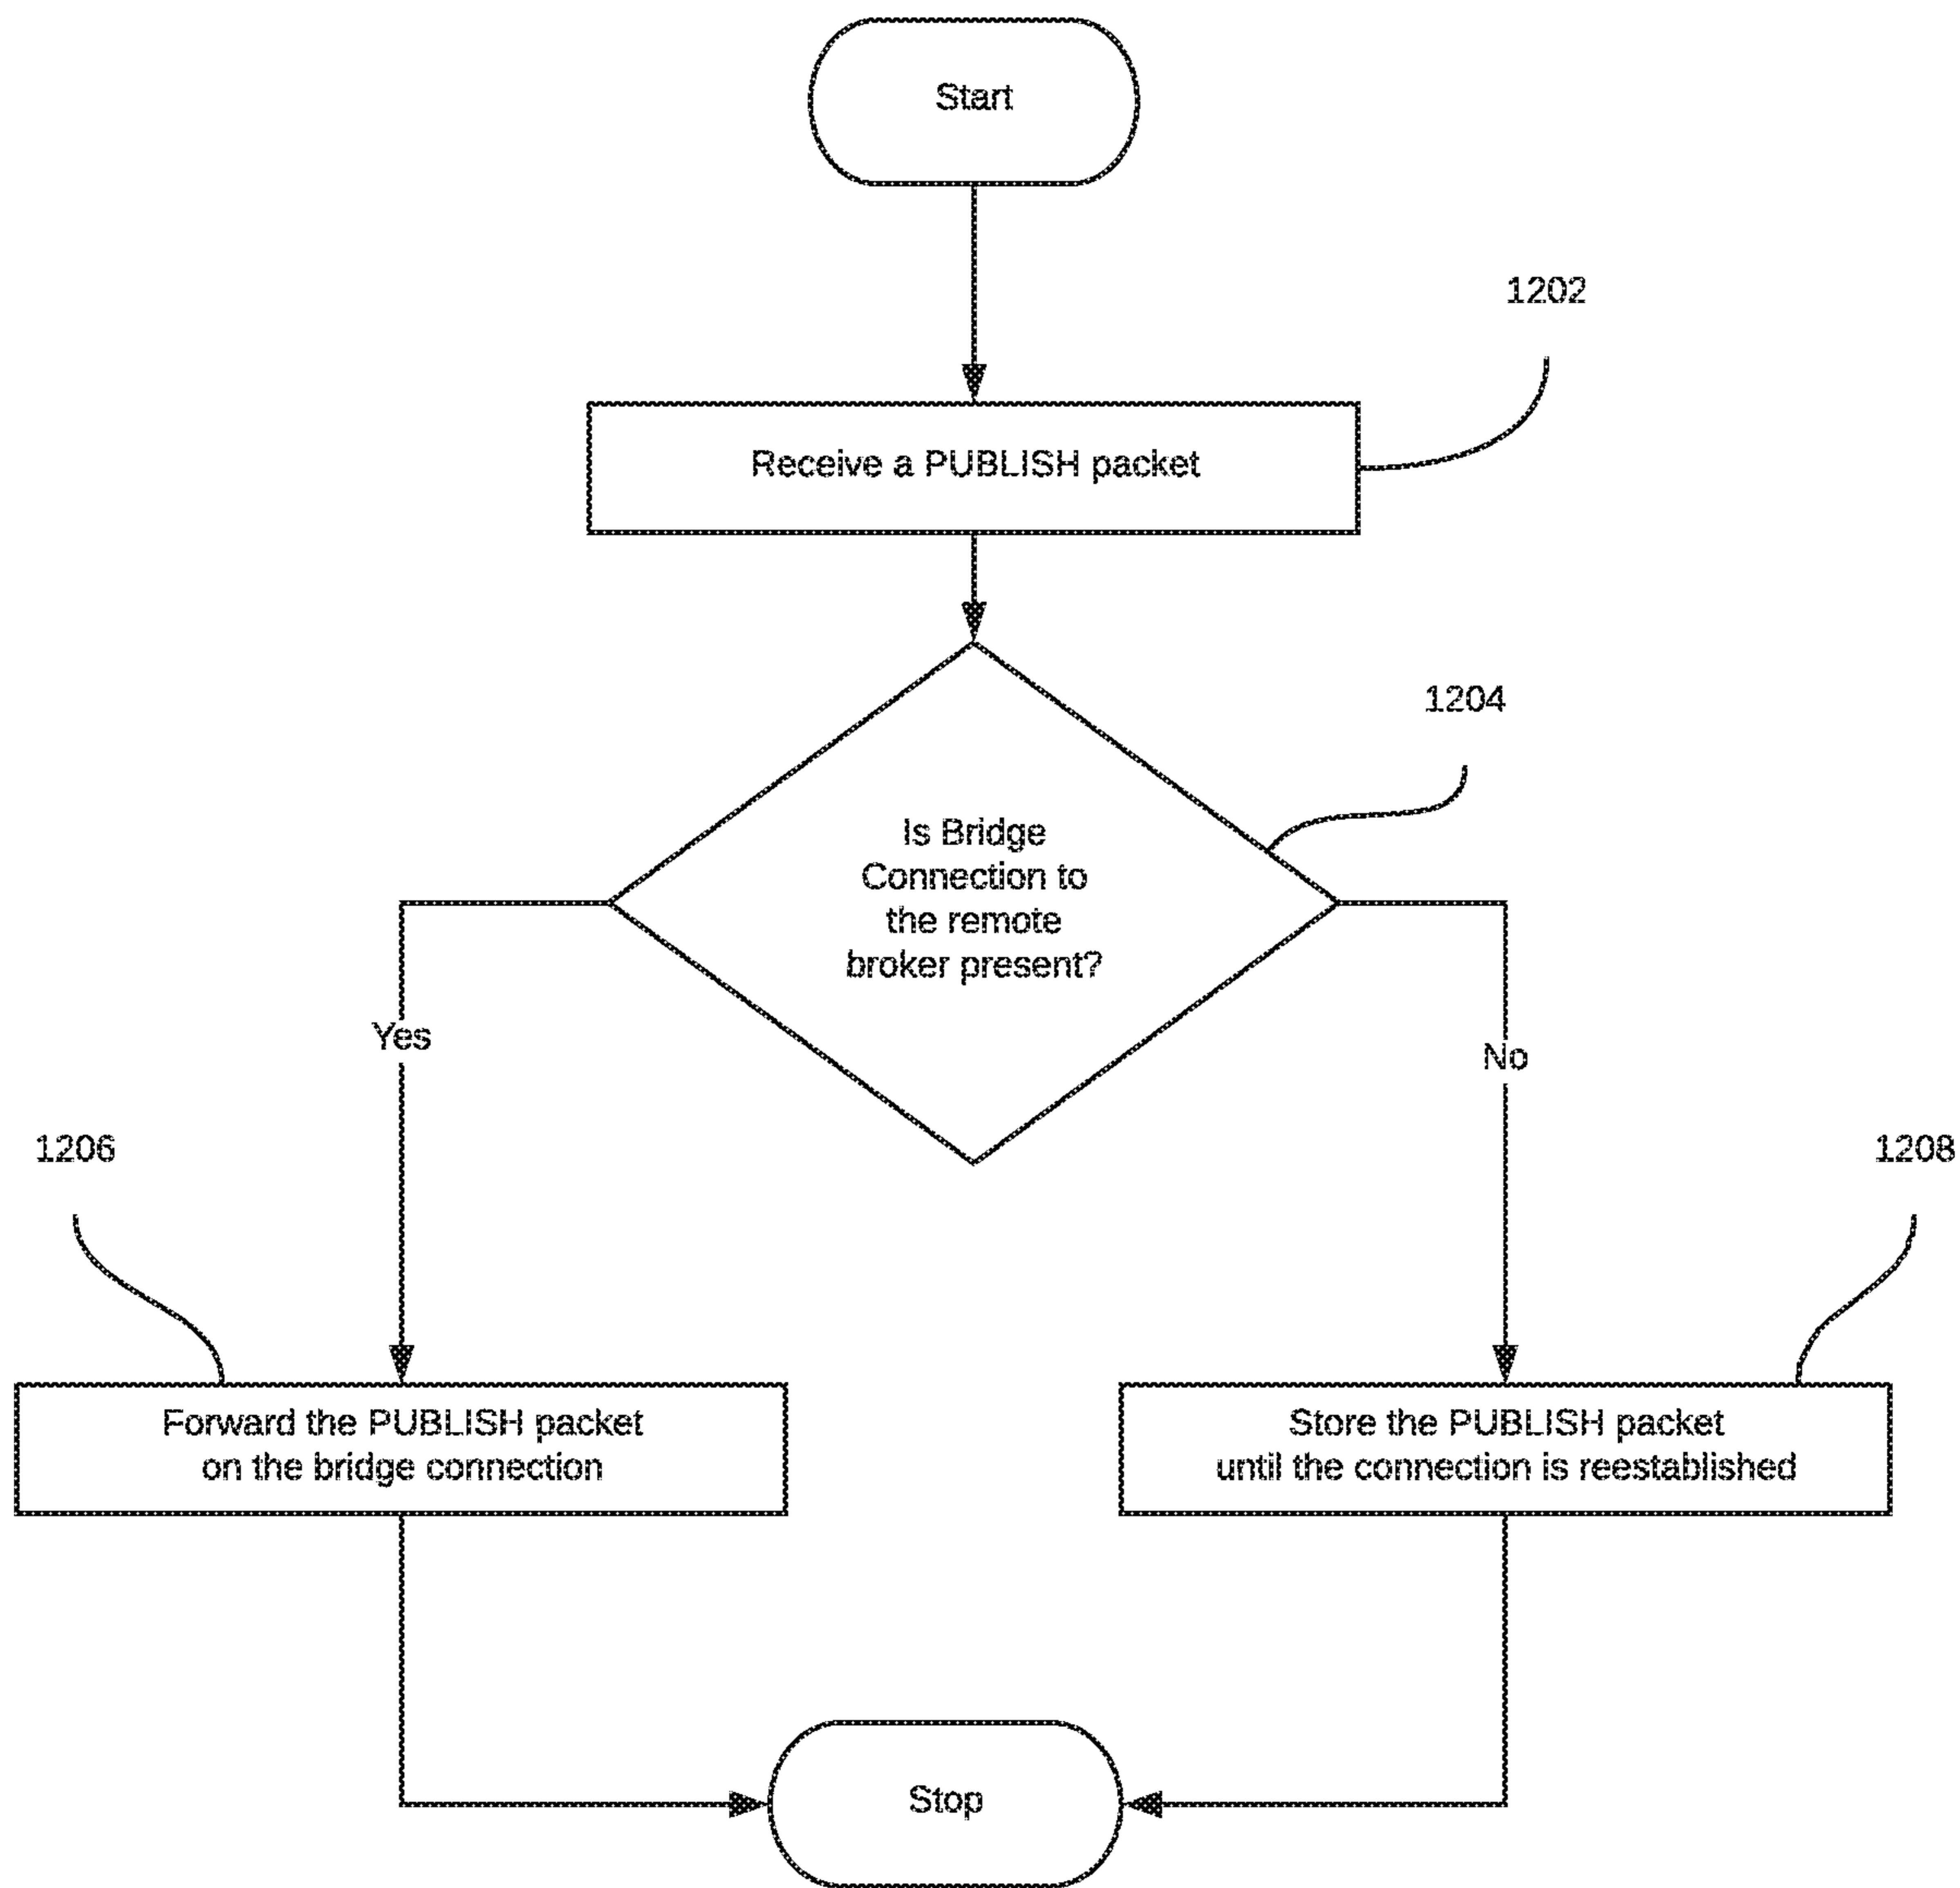 Start
1202
Receive a PUBLISH packet
1204
Is Bridge
Connection to
the remote
broker present?
Yes
No
1206
1208
Forward the PUBLISH packet
on the bridge connection
Store the PUBLISH packet
until the connection is reestablished
Stop